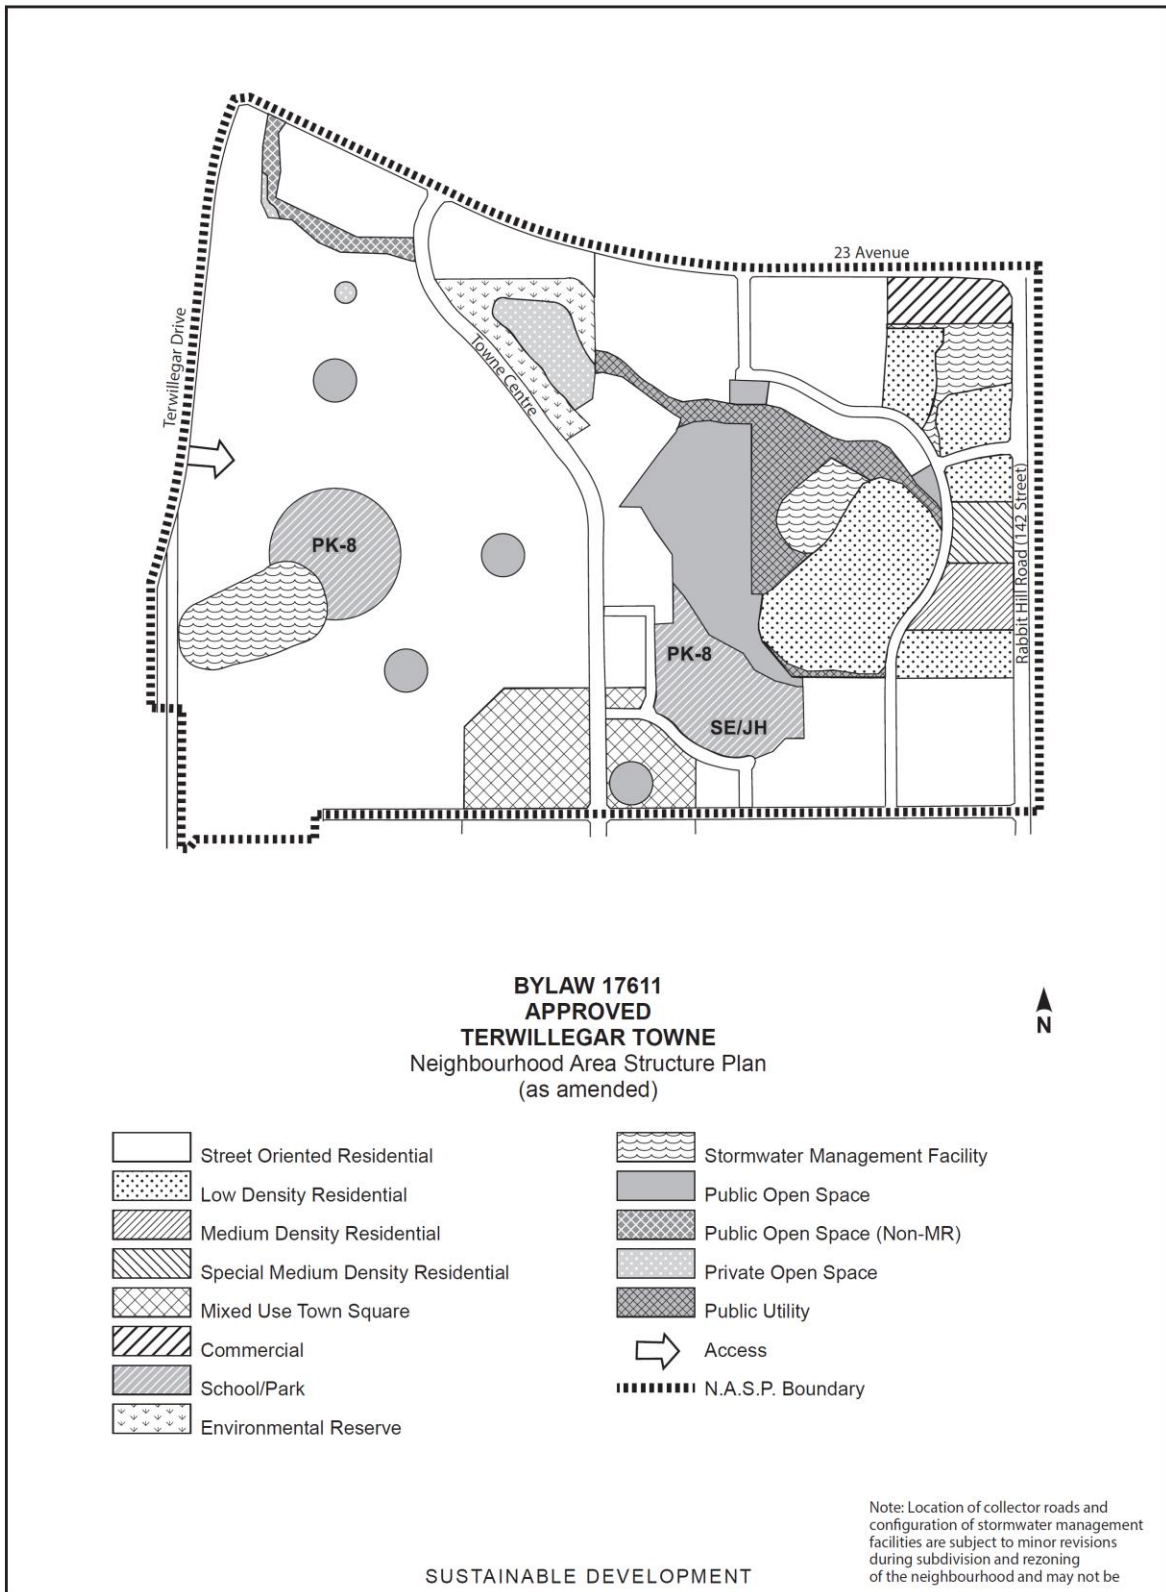 23 Avenue
Terwillegar Drive
Towne Centre
Rabbit Hill Road (142 Street)
PK-8
PK-8
SE/JH
BYLAW 17611
APPROVED
TERWILLEGAR TOWNE
Neighbourhood Area Structure Plan
(as amended)
N
Street Oriented Residential
Low Density Residential
Medium Density Residential
Special Medium Density Residential
Mixed Use Town Square
Commercial
School/Park
Environmental Reserve
Stormwater Management Facility
Public Open Space
Public Open Space (Non-MR)
Private Open Space
Public Utility
Access
N.A.S.P. Boundary
Note: Location of collector roads and
configuration of stormwater management
facilities are subject to minor revisions
during subdivision and rezoning
of the neighbourhood and may not be
SUSTAINABLE DEVELOPMENT